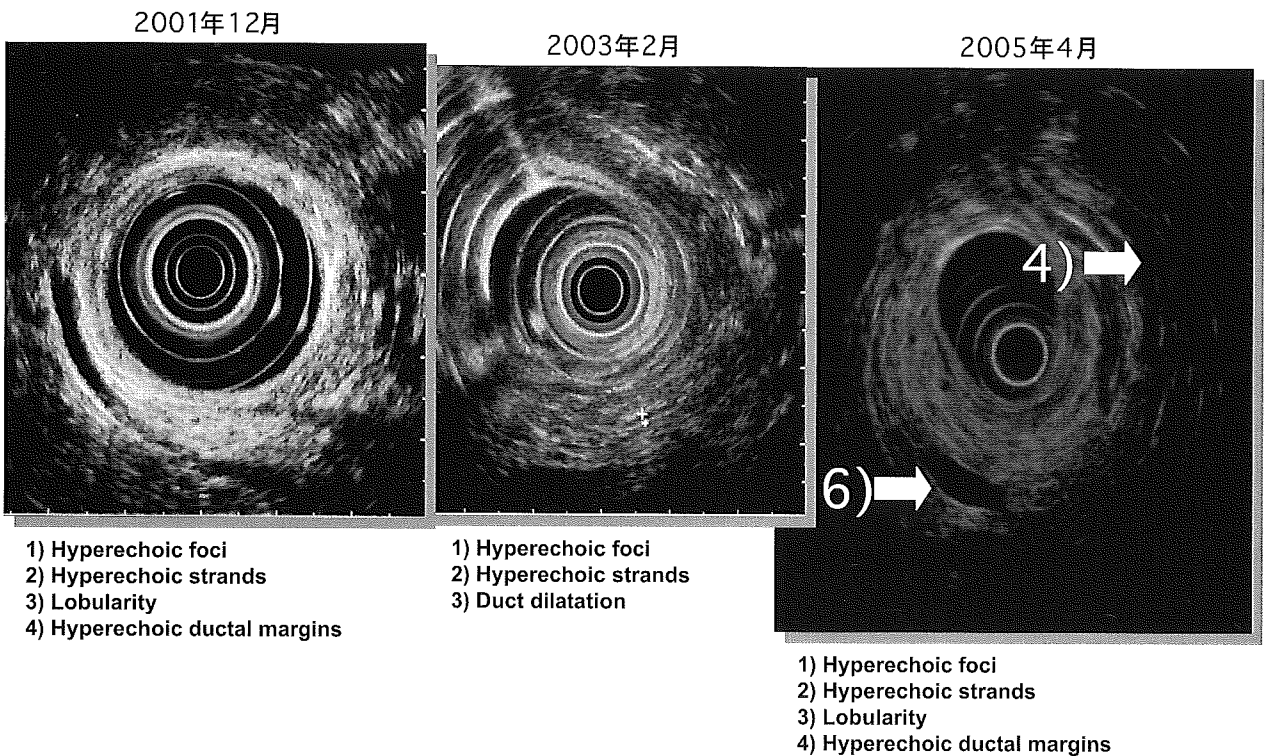 2001年12月
1) Hyperechoic foci
2) Hyperechoic strands
3) Lobularity
4) Hyperechoic ductal margins
2003年2月
1) Hyperechoic foci
2) Hyperechoic strands
3) Duct dilatation
2005年4月
4)
6)
1) Hyperechoic foci
2) Hyperechoic strands
3) Lobularity
4) Hyperechoic ductal margins